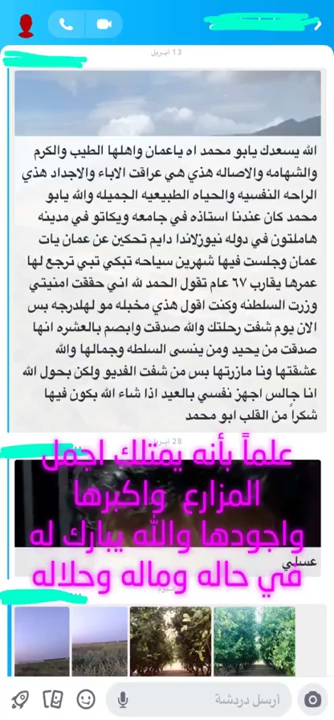 13 ابريل
الله يسعدك يابو محمد اه ياعمان واهلها الطيب والكرم
والشهامه والاصاله هذي هي عراقت الاباء والاجداد هذي
الراحه النفسيه والحياه الطبيعيه الجميله والله يابو
محمد كان عندنا استاذه في جامعه ويكاتو في مدينه
هاملتون في دوله نيوزلاندا دايم تحكين عن عمان يات
عمان وجلست فيها شهرين سياحه تبكي تبي ترجع لها
عمرها يقارب ٦٧ عام تقول الحمد لله اني حققت امنيتي
وزرت السلطنه وكنت اقول هذي مخبله مو لهلدرجه بس
الان يوم شفت رحلتك والله صدقت وابصم بالعشره انها
صدقت من يحيد ومن ينسى السلطه وجمالها والله
عشقتها ونا مازرتها بس من شفت الفديو ولكن بحول الله
انا جالس اجهز نفسي بالعيد اذا شاء الله بكون فيها
شكراً من القلب ابو محمد
28
علماً بأنه يمتلك اجمل
المزارع واكبرها
واجودها والله يبارك له
في حاله وماله وحلاله
أرسل دردشة